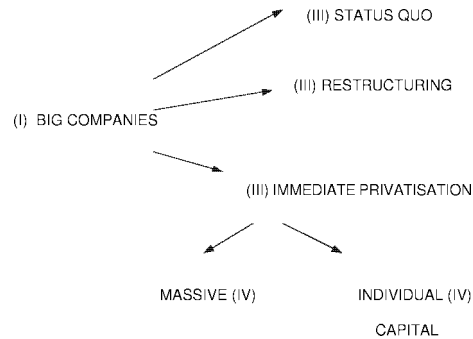 (III) STATUS QUO
(III) RESTRUCTURING
(I) BIG COMPANIES
(III) IMMEDIATE PRIVATISATION
MASSIVE (IV)
INDIVIDUAL (IV)
CAPITAL